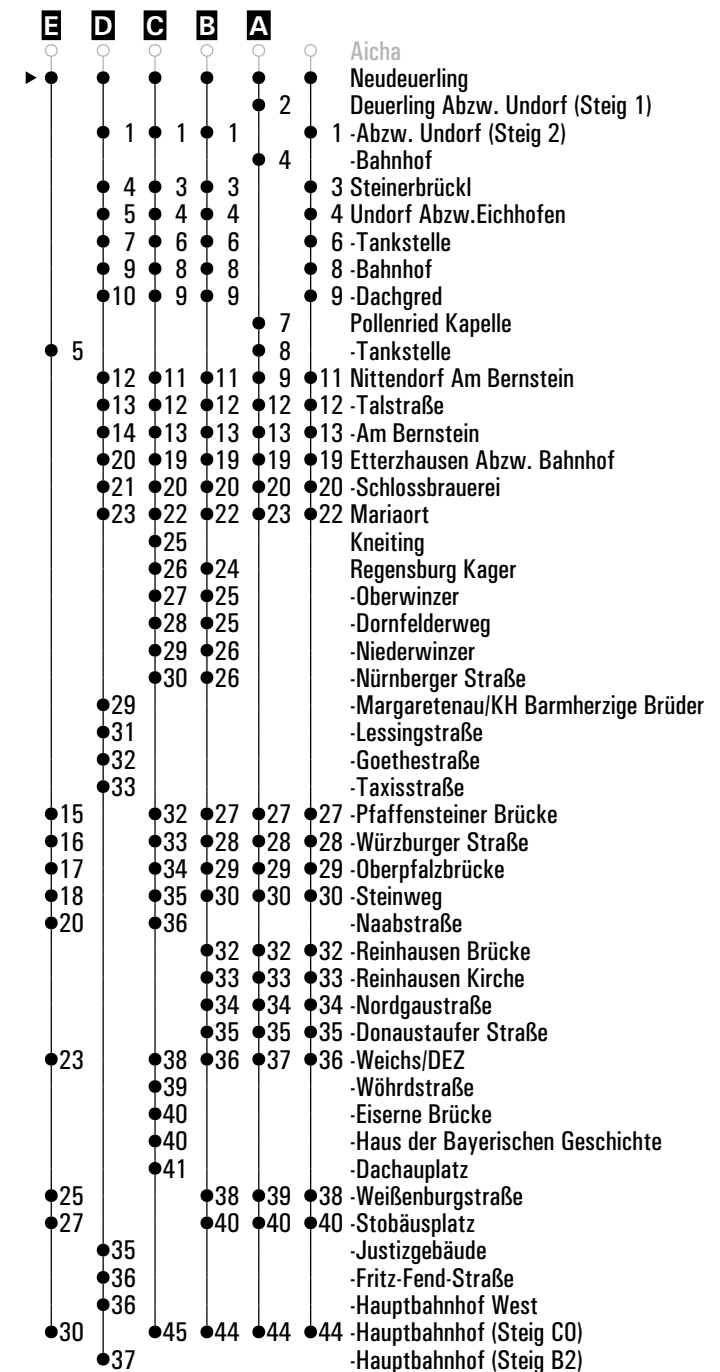 E D C B A
Aicha
Neudeuerling
2 Deuerling Abzw. Undorf (Steig 1)
1 1 1 1 -Abzw. Undorf (Steig 2)
4 -Bahnhof
4 3 3 3 Steinerbrückl
5 4 4 4 Undorf Abzw.Eichhofen
7 6 6 6 -Tankstelle
9 8 8 8 -Bahnhof
10 9 9 9 -Dachgred
7 Pollenried Kapelle
5 8 -Tankstelle
12 11 11 9 11 Nittendorf Am Bernstein
13 12 12 12 12 -Talstraße
14 13 13 13 13 -Am Bernstein
20 19 19 19 19 Etterzhausen Abzw. Bahnhof
21 20 20 20 20 -Schlossbrauerei
23 22 22 23 22 Mariaort
25 Kneiting
26 24 Regensburg Kager
27 25 -Oberwinzer
28 25 -Dornfelderweg
29 26 -Niederwinzer
30 26 -Nürnberger Straße
29 -Margaretenau/KH Barmherzige Brüder
31 -Lessingstraße
32 -Goethestraße
33 -Taxisstraße
15 32 27 27 27 -Pfaffensteiner Brücke
16 33 28 28 28 -Würzburger Straße
17 34 29 29 29 -Oberpfalzbrücke
18 35 30 30 30 -Steinweg
20 36 -Naabstraße
32 32 32 -Reinhausen Brücke
33 33 33 -Reinhausen Kirche
34 34 34 -Nordgaustraße
35 35 35 -Donaustaufer Straße
23 38 36 37 36 -Weichs/DEZ
39 -Wöhrdstraße
40 -Eiserne Brücke
40 -Haus der Bayerischen Geschichte
41 -Dachauplatz
25 38 39 38 -Weißenburgstraße
27 40 40 40 -Stobäusplatz
35 -Justizgebäude
36 -Fritz-Fend-Straße
36 -Hauptbahnhof West
30 45 44 44 44 -Hauptbahnhof (Steig C0)
37 -Hauptbahnhof (Steig B2)